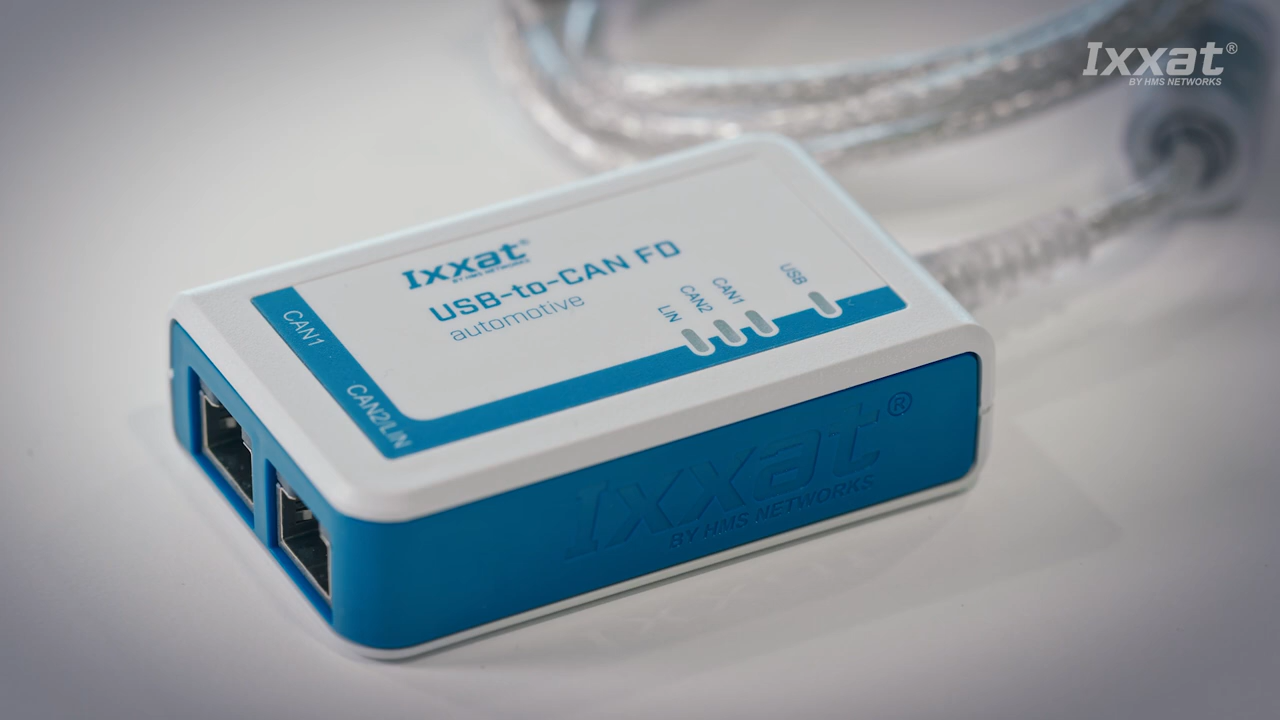 Ixxat®
BY HMS NETWORKS
Ixxat®
BY HMS NETWORKS
USB-to-CAN FD
automotive
USB
CAN1
CAN2
LIN
CAN1
CAN2/LIN
Ixxat®
BY HMS NETWORKS